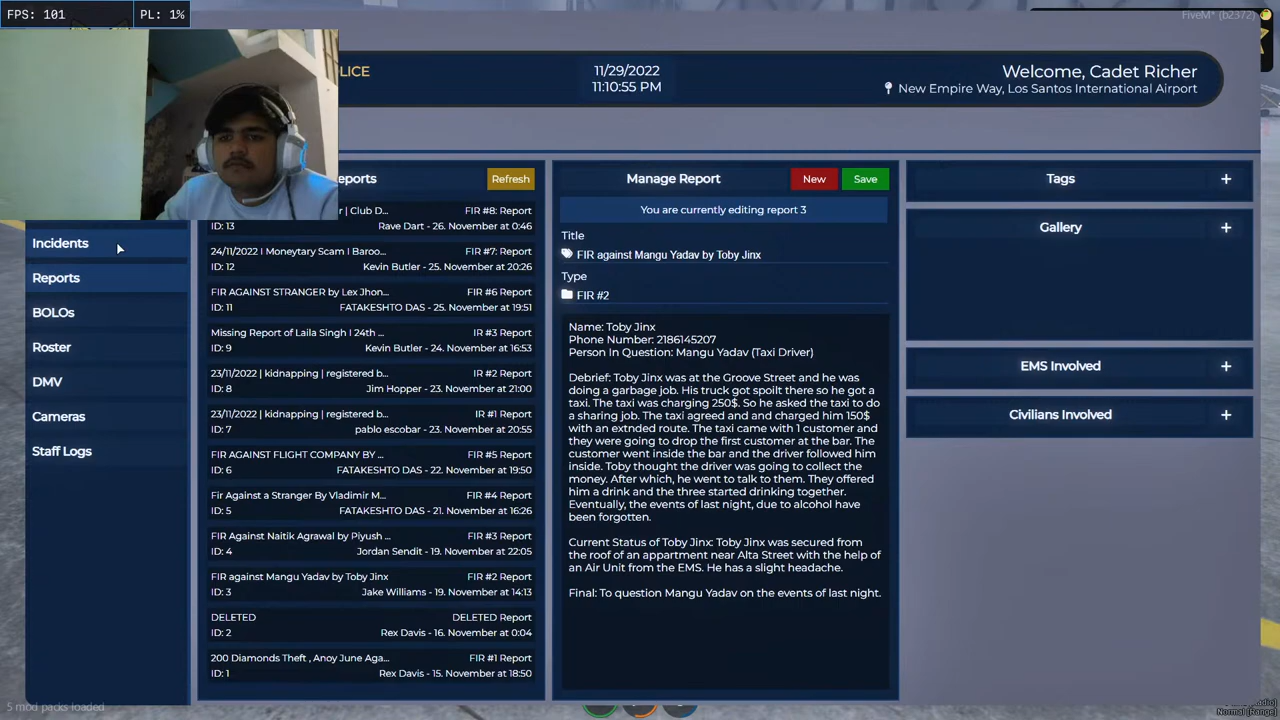 FPS: 101
PL: 1%
FiveM* (b2372)
LICE
11/29/2022
11:10:55 PM
Welcome, Cadet Richer
New Empire Way, Los Santos International Airport
Incidents
Reports
BOLOs
Roster
DMV
Cameras
Staff Logs
eports
Refresh
r | Club D...
FIR #8: Report
ID: 13
Rave Dart - 26. November at 0:46
24/11/2022 I Moneytary Scam I Baroo...
FIR #7: Report
ID: 12
Kevin Butler - 25. November at 20:26
FIR AGAINST STRANGER by Lex Jhon...
FIR #6 Report
ID: 11
FATAKESHTO DAS - 25. November at 19:51
Missing Report of Laila Singh I 24th ...
IR #3 Report
ID: 9
Kevin Butler - 24. November at 16:53
23/11/2022 | kidnapping | registered b...
IR #2 Report
ID: 8
Jim Hopper - 23. November at 21:00
23/11/2022 | kidnapping | registered b...
IR #1 Report
ID: 7
pablo escobar - 23. November at 20:55
FIR AGAINST FLIGHT COMPANY BY ...
FIR #5 Report
ID: 6
FATAKESHTO DAS - 22. November at 19:50
Fir Against a Stranger By Vladimir M...
FIR #4 Report
ID: 5
FATAKESHTO DAS - 21. November at 16:26
FIR Against Naitik Agrawal by Piyush ...
FIR #3 Report
ID: 4
Jordan Sendit - 19. November at 22:05
FIR against Mangu Yadav by Toby Jinx
FIR #2 Report
ID: 3
Jake Williams - 19. November at 14:13
DELETED
DELETED Report
ID: 2
Rex Davis - 16. November at 0:04
200 Diamonds Theft , Anoy June Aga...
FIR #1 Report
ID: 1
Rex Davis - 15. November at 18:50
Manage Report
New
Save
You are currently editing report 3
Title
FIR against Mangu Yadav by Toby Jinx
Type
FIR #2
Name: Toby Jinx
Phone Number: 2186145207
Person In Question: Mangu Yadav (Taxi Driver)
Debrief: Toby Jinx was at the Groove Street and he was
doing a garbage job. His truck got spoilt there so he got a
taxi. The taxi was charging 250$. So he asked the taxi to do
a sharing job. The taxi agreed and and charged him 150$
with an extnded route. The taxi came with 1 customer and
they were going to drop the first customer at the bar. The
customer went inside the bar and the driver followed him
inside. Toby thought the driver was going to collect the
money. After which, he went to talk to them. They offered
him a drink and the three started drinking together.
Eventually, the events of last night, due to alcohol have
been forgotten.
Current Status of Toby Jinx: Toby Jinx was secured from
the roof of an appartment near Alta Street with the help of
an Air Unit from the EMS. He has a slight headache.
Final: To question Mangu Yadav on the events of last night.
Tags
Gallery
EMS Involved
Civilians Involved
5 mod packs loaded
Normal [Range]